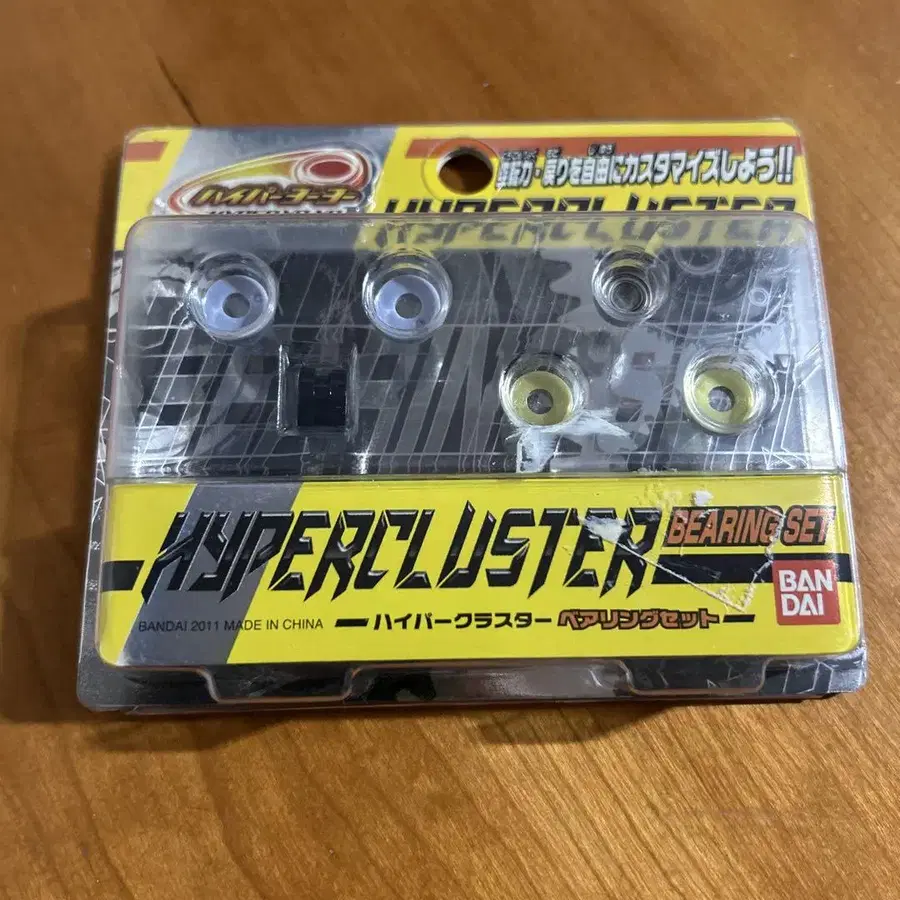 ハイパーヨーヨー
回転力・戻りを自由にカスタマイズしよう!!
HYPERCLUSTER
HYPERCLUSTER BEARING SET
BAN
DAI
BANDAI 2011 MADE IN CHINA
ハイパークラスター ベアリングセット